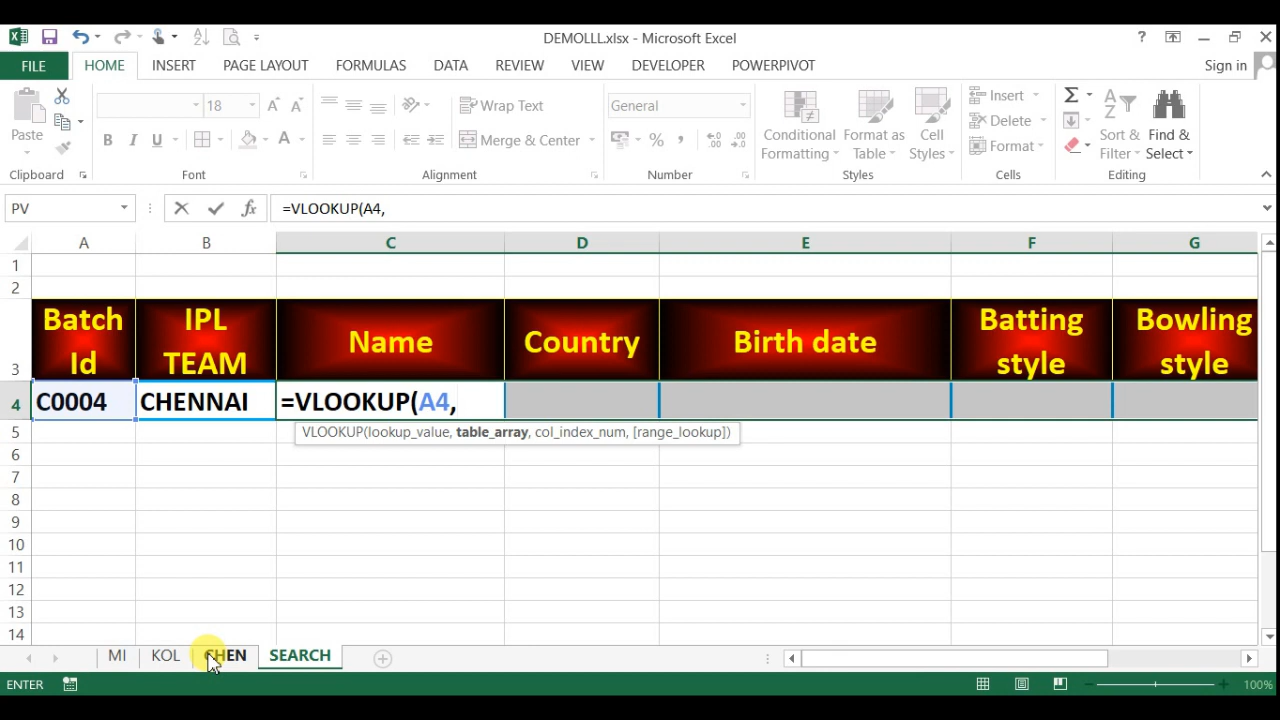 DEMOLLL.xlsx - Microsoft Excel
?
FILE HOME INSERT PAGE LAYOUT FORMULAS DATA REVIEW VIEW DEVELOPER POWERPIVOT Sign in
Paste
18
B I U
A A
Wrap Text
Merge & Center
General
% ,
Conditional Formatting
Format as Table
Cell Styles
Insert
Delete
Format
Sort & Filter
Find & Select
Clipboard Font Alignment Number Styles Cells Editing
PV fx =VLOOKUP(A4,
A B C D E F G
1
2
3 Batch Id IPL TEAM Name Country Birth date Batting style Bowling style
4 C0004 CHENNAI =VLOOKUP(A4,
VLOOKUP(lookup_value, table_array, col_index_num, [range_lookup])
5
6
7
8
9
10
11
12
13
14
MI KOL CHEN SEARCH
ENTER 100%